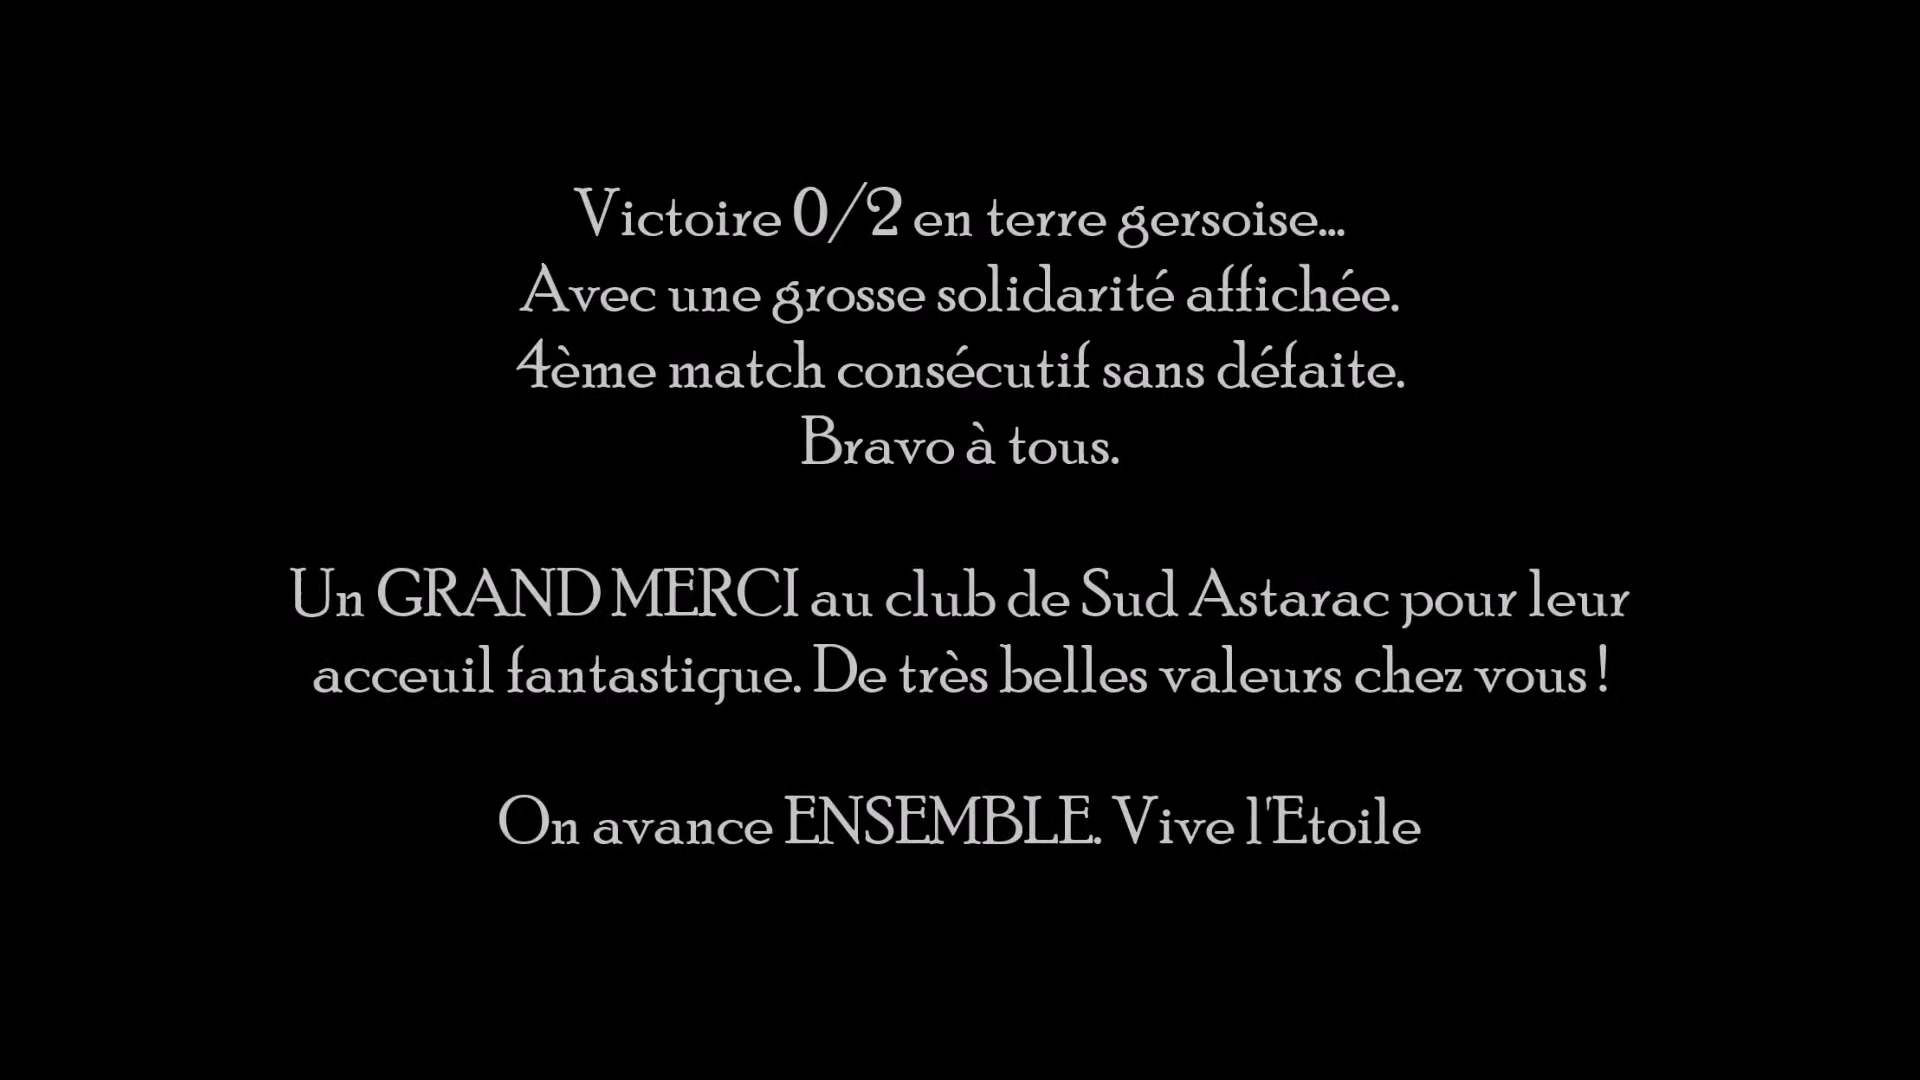 Victoire 0/2 en terre gersoise...
Avec une grosse solidarité affichée.
4ème match consécutif sans défaite.
Bravo à tous.
Un GRAND MERCI au club de Sud Astarac pour leur
acceuil fantastique. De très belles valeurs chez vous !
On avance ENSEMBLE. Vive l'Etoile